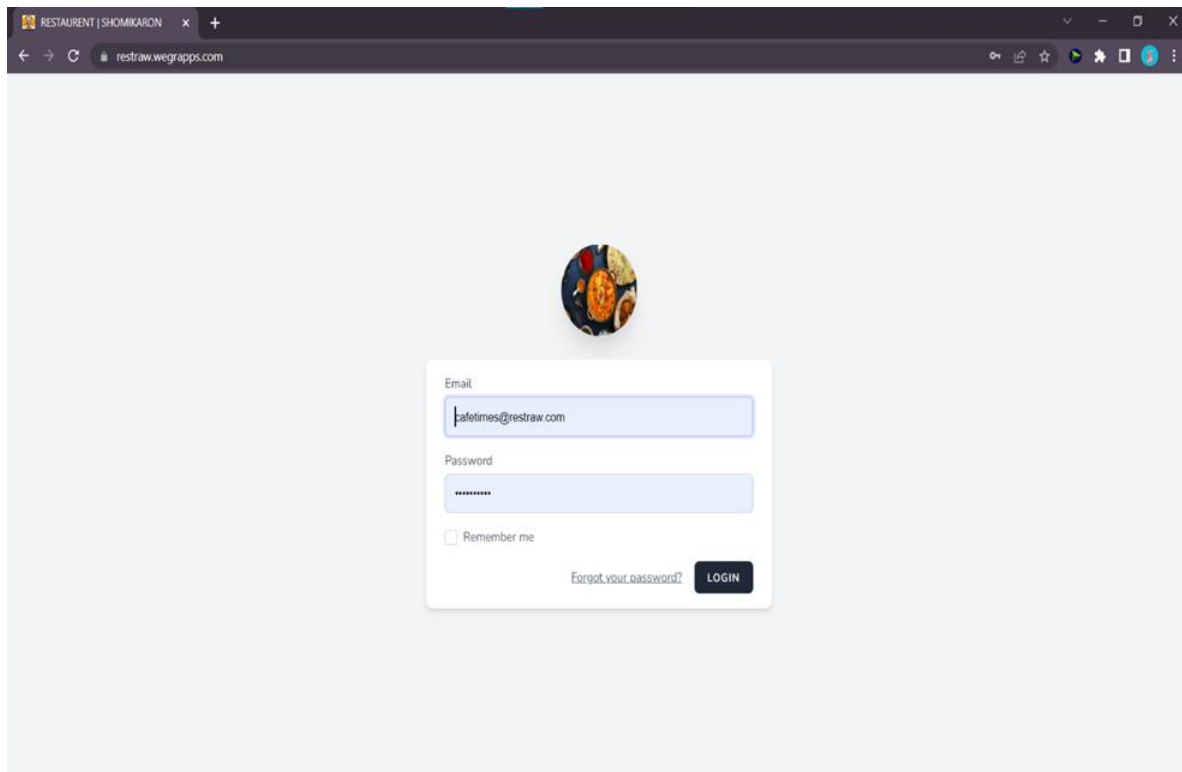 RESTAURENT | SHOMIKARON
restraw.wegrapps.com
Email
cafetimes@restraw.com
Password
••••••••••
Remember me
Forgot your password?
LOGIN